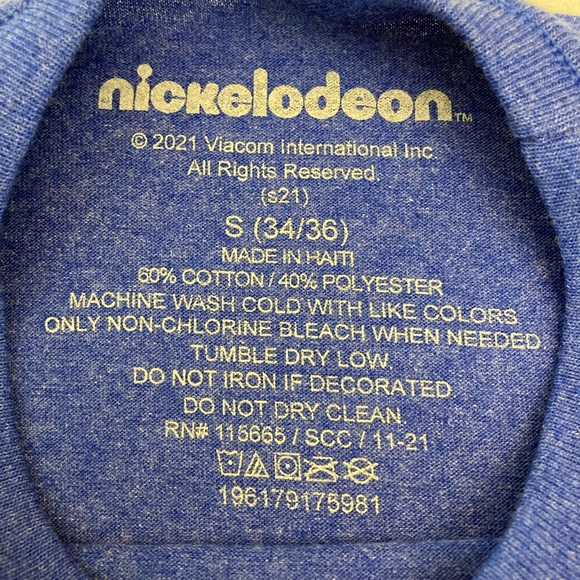 nickelodeon™
© 2021 Viacom International Inc.
All Rights Reserved.
(s21)
S (34/36)
MADE IN HAITI
60% COTTON / 40% POLYESTER
MACHINE WASH COLD WITH LIKE COLORS
ONLY NON-CHLORINE BLEACH WHEN NEEDED
TUMBLE DRY LOW.
DO NOT IRON IF DECORATED
DO NOT DRY CLEAN.
RN# 115665 / SCC / 11-21
196179175981